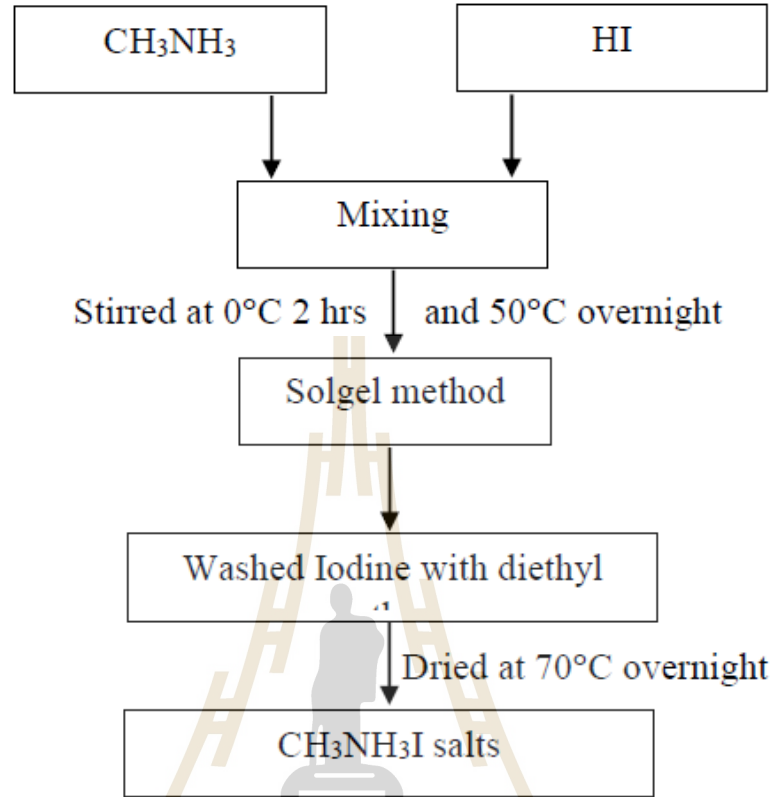 CH₃NH₃
HI
Mixing
Stirred at 0°C 2 hrs and 50°C overnight
Solgel method
Washed Iodine with diethyl
Dried at 70°C overnight
CH₃NH₃I salts